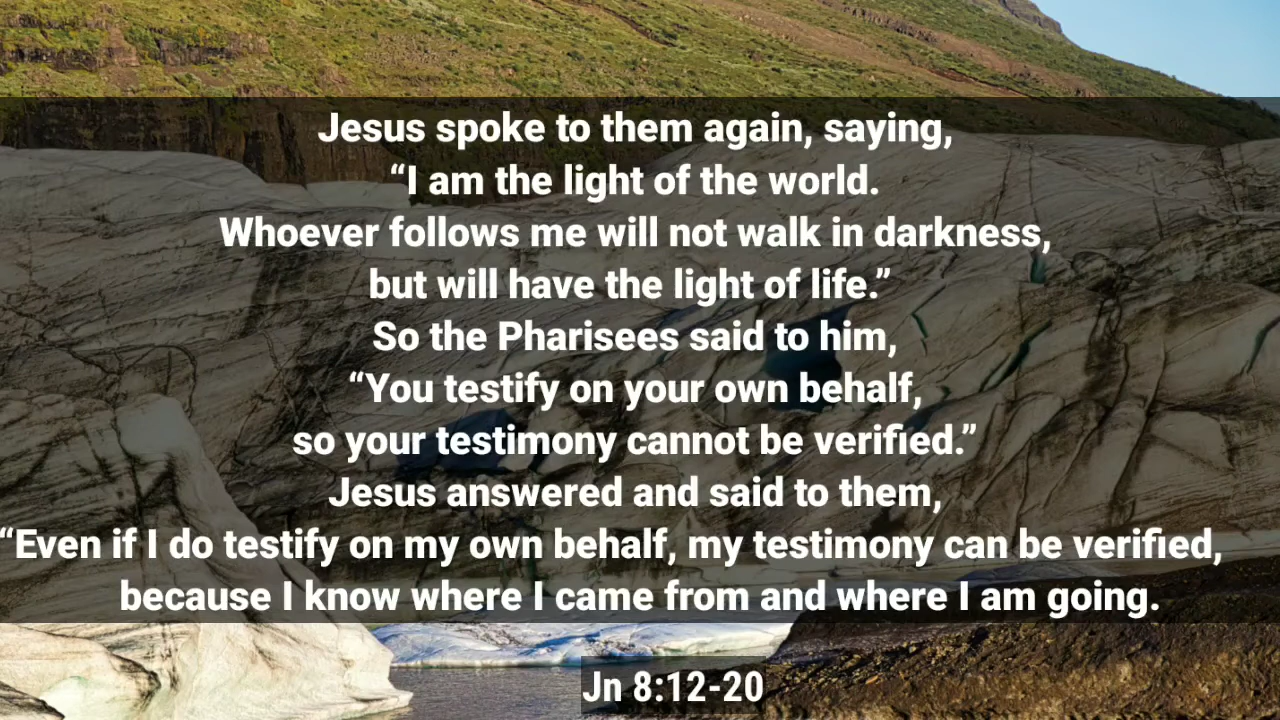 Jesus spoke to them again, saying,
“I am the light of the world.
Whoever follows me will not walk in darkness,
but will have the light of life.”
So the Pharisees said to him,
“You testify on your own behalf,
so your testimony cannot be verified.”
Jesus answered and said to them,
“Even if I do testify on my own behalf, my testimony can be verified,
because I know where I came from and where I am going.
Jn 8:12-20